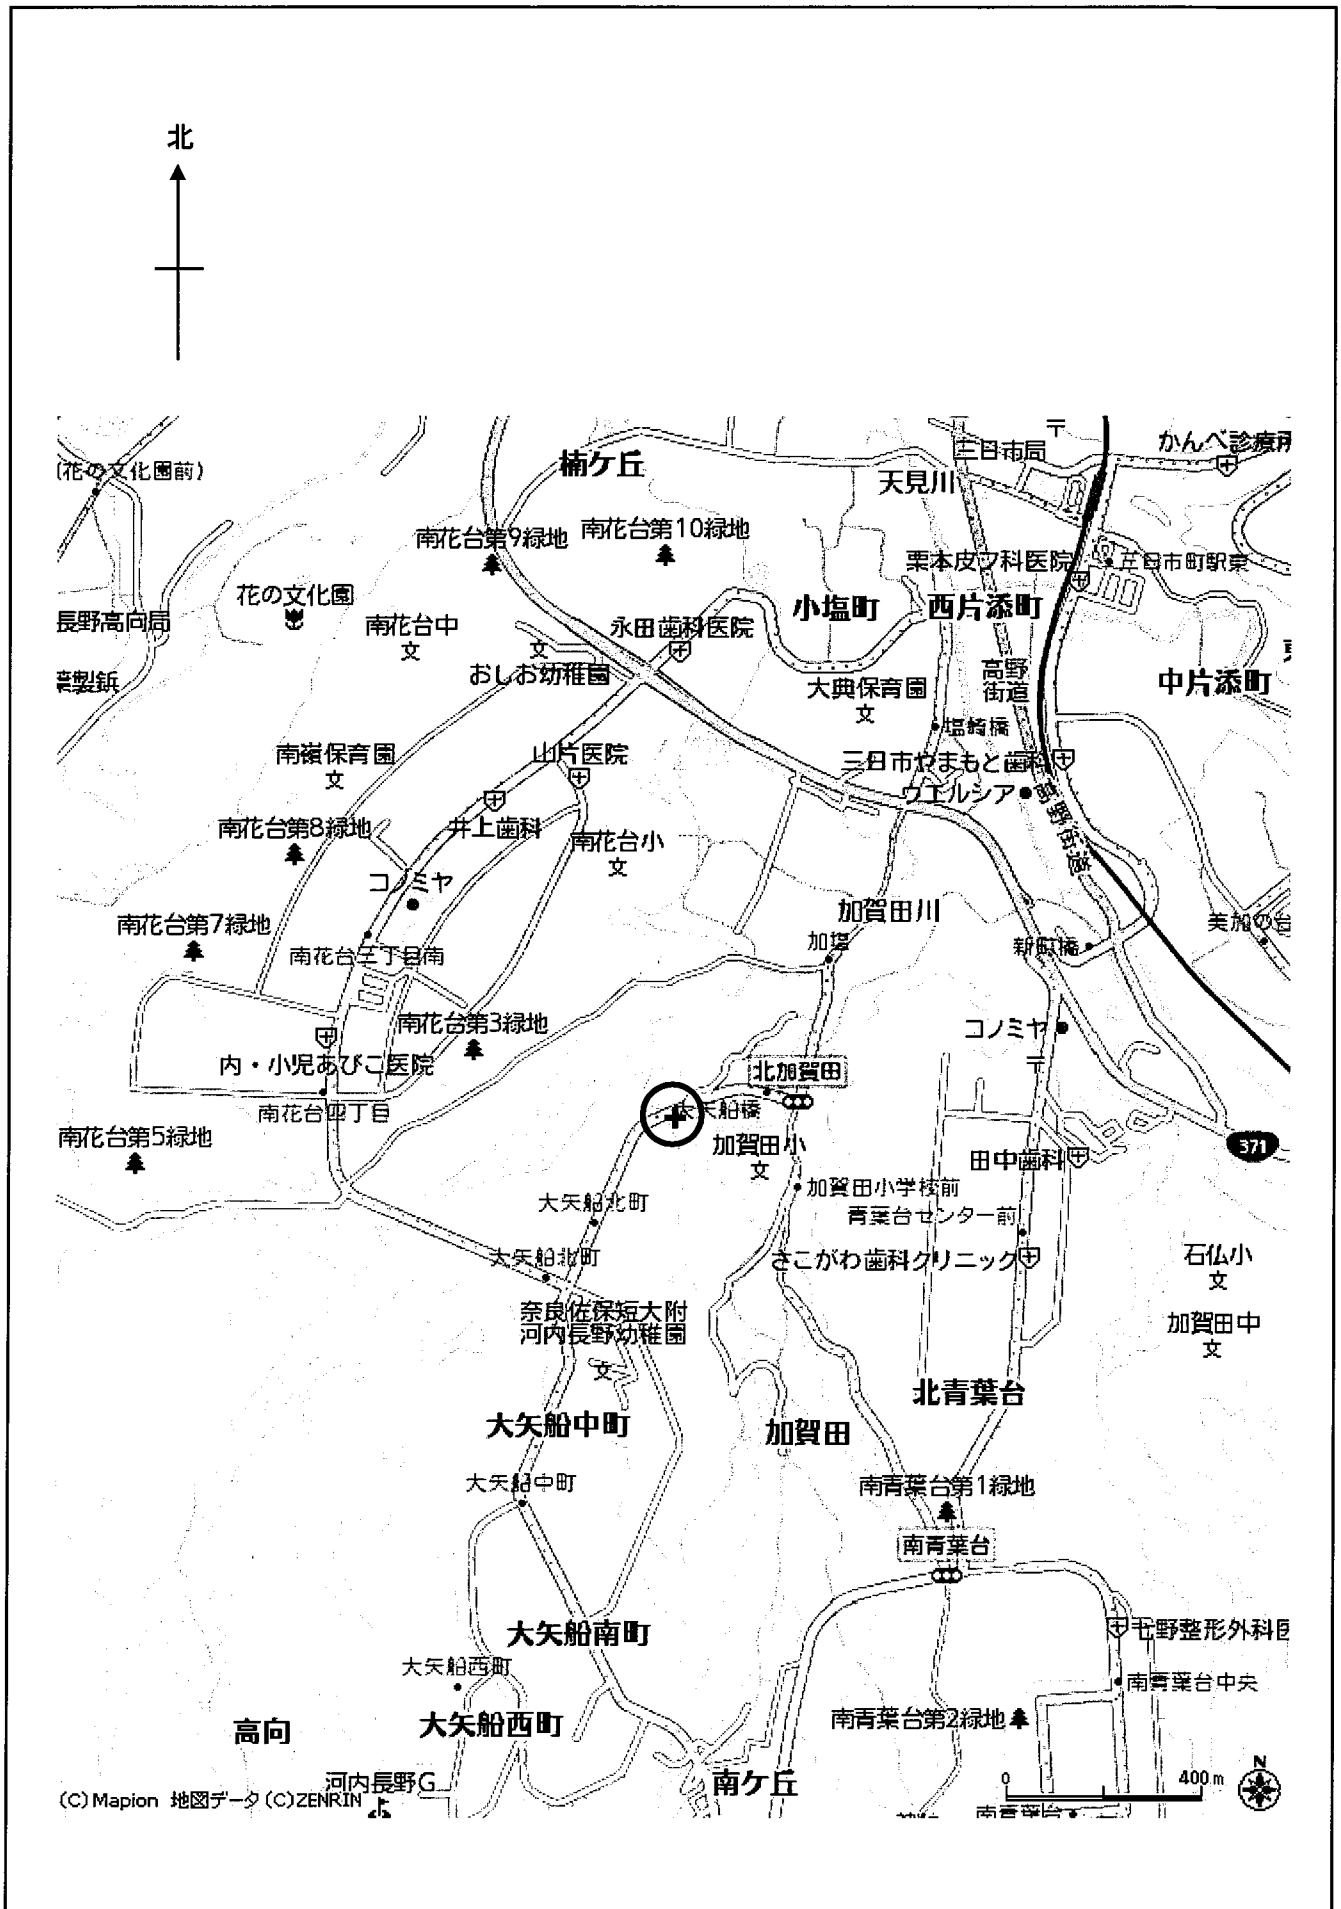 北
楠ケ丘
三日市局
かんべ診療所
(花の文化園前)
天見川
南花台第9緑地
南花台第10緑地
栗本皮フ科医院
三日市町駅東
花の文化園
小塩町
西片添町
長野高向局
南花台中
文
永田歯科医院
文
おしお幼稚園
高野
街道
中片添町
大典保育園
文
塩崎橋
南嶺保育園
文
山片医院
三日市やまもと歯科
ウエルシア
高野街道
南花台第8緑地
井上歯科
南花台小
文
コノミヤ
加賀田川
南花台第7緑地
美加の台
加塩
新町橋
南花台三丁目南
南花台第3緑地
コノミヤ
内・小児あびこ医院
北加賀田
南花台四丁目
大矢船橋
南花台第5緑地
加賀田小
文
371
田中歯科
加賀田小学校前
大矢船北町
青葉台センター前
大矢船北町
さこがわ歯科クリニック
石仏小
文
奈良佐保短大附
河内長野幼稚園
文
加賀田中
文
北青葉台
大矢船中町
加賀田
大矢船中町
南青葉台第1緑地
南青葉台
大矢船南町
大矢船西町
南青葉台中央
高向
大矢船西町
南青葉台第2緑地
南ケ丘
河内長野G
0
400m
N
(C)Mapion 地図データ(C)ZENRIN
南青葉台